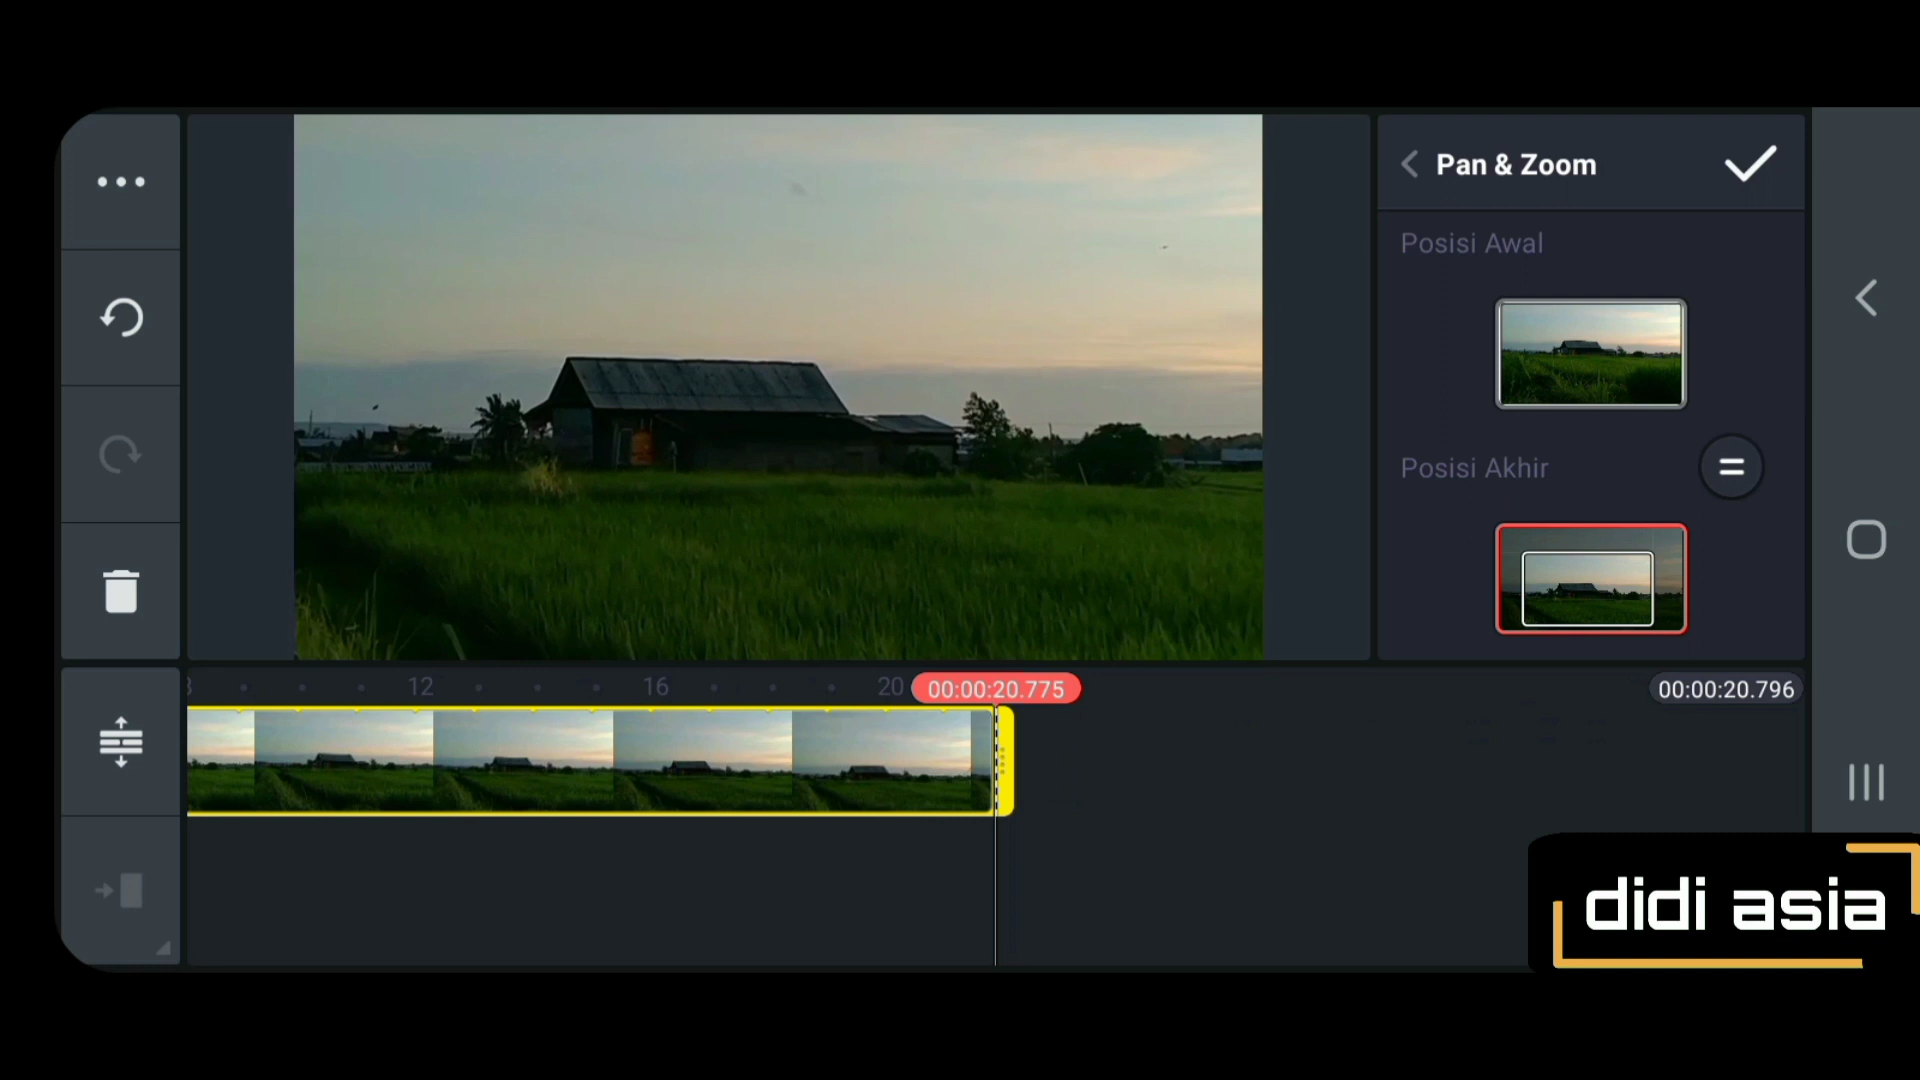 Pan & Zoom
Posisi Awal
Posisi Akhir
12
16
20
00:00:20.775
00:00:20.796
didi asia